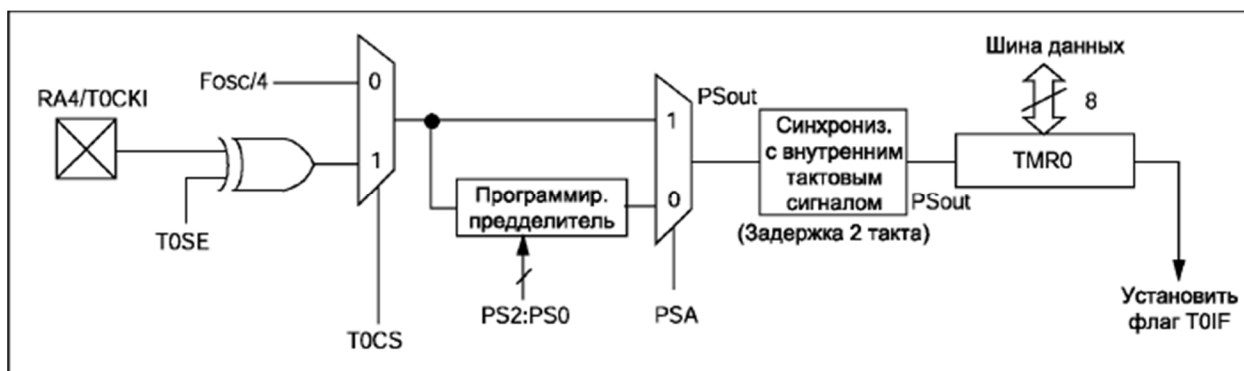 Шина данных
8
Fosc/4
0
RA4/T0CKI
1
T0SE
T0CS
Программир.
предделитель
PS2:PS0
1
0
PSA
PSout
Синхрониз.
с внутренним
тактовым
сигналом
(Задержка 2 такта)
PSout
TMR0
Установить
флаг T0IF